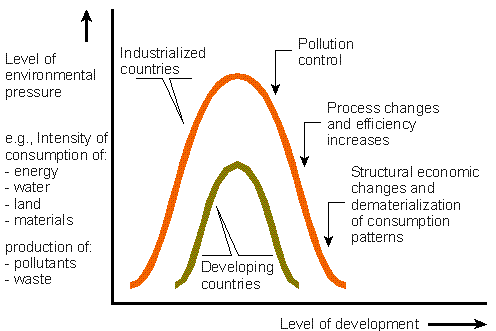 Level of
environmental
pressure
e.g., Intensity of
consumption of:
- energy
- water
- land
- materials
production of:
- pollutants
- waste
Industrialized
countries
Pollution
control
Process changes
and efficiency
increases
Structural economic
changes and
dematerialization
of consumption
patterns
Developing
countries
Level of development